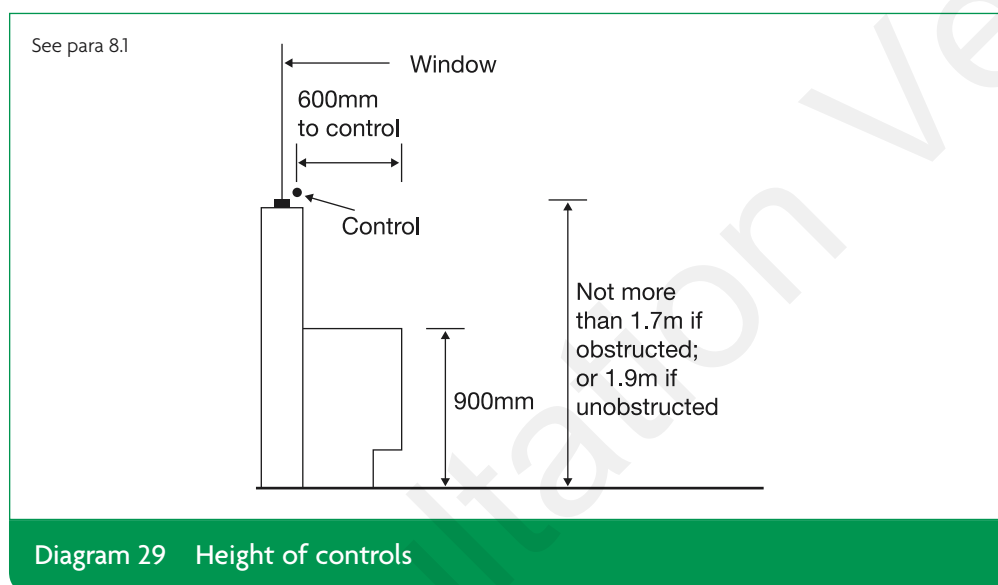 See para 8.1
Window
600mm
to control
Control
Not more
than 1.7m if
obstructed;
or 1.9m if
unobstructed
900mm
Diagram 29 Height of controls